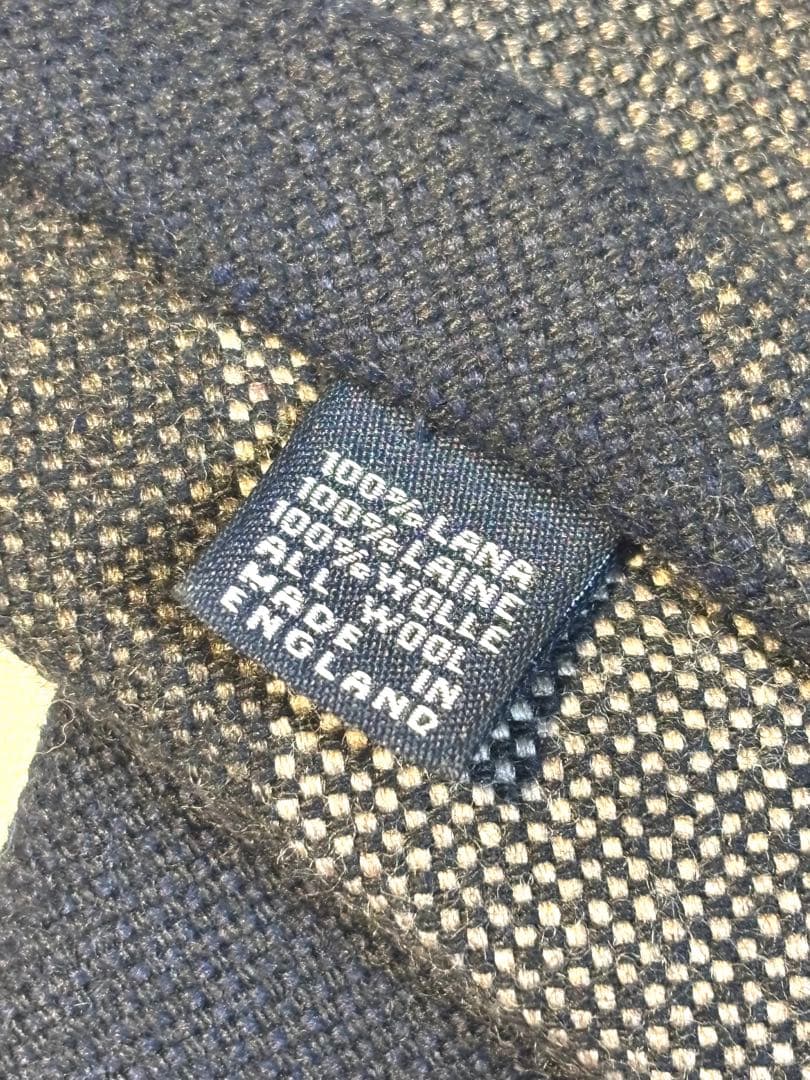 100% LANA
100% LAINE
100% WOLLE
ALL WOOL
MADE IN
ENGLAND